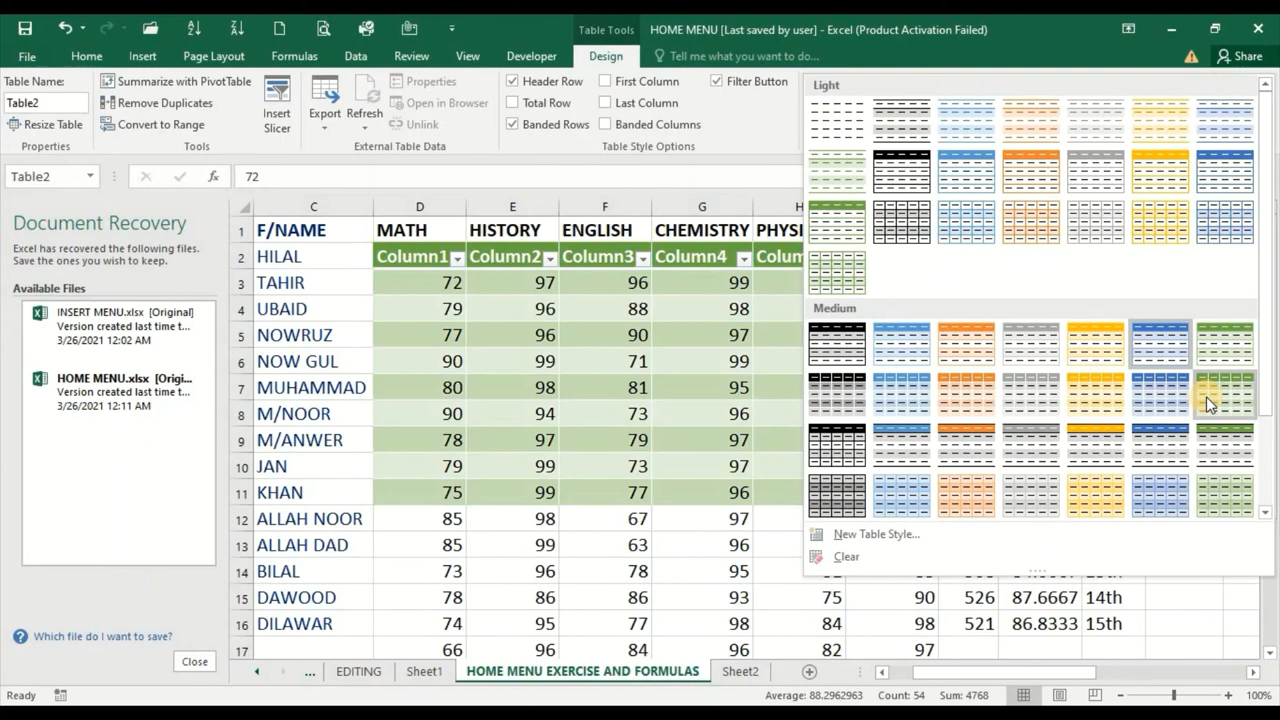 Table Tools
HOME MENU [Last saved by user] - Excel (Product Activation Failed)
File Home Insert Page Layout Formulas Data Review View Developer Design Tell me what you want to do... Share
Table Name:
Table2
Resize Table
Properties
Summarize with PivotTable
Remove Duplicates
Convert to Range
Tools
Insert
Slicer
Export
Refresh
Properties
Open in Browser
Unlink
External Table Data
Header Row First Column Filter Button
Total Row Last Column
Banded Rows Banded Columns
Table Style Options
Light
Medium
New Table Style...
Clear
Table2 fx 72
Document Recovery
Excel has recovered the following files.
Save the ones you wish to keep.
Available Files
INSERT MENU.xlsx [Original]
Version created last time t...
3/26/2021 12:02 AM
HOME MENU.xlsx [Origi...
Version created last time t...
3/26/2021 12:11 AM
Which file do I want to save?
Close
C D E F G H
1 F/NAME MATH HISTORY ENGLISH CHEMISTRY PHYSI
2 HILAL Column1 Column2 Column3 Column4 Colum
3 TAHIR 72 97 96 99
4 UBAID 79 96 88 98
5 NOWRUZ 77 96 90 97
6 NOW GUL 90 99 71 99
7 MUHAMMAD 80 98 81 95
8 M/NOOR 90 94 73 96
9 M/ANWER 78 97 79 97
10 JAN 79 99 73 97
11 KHAN 75 99 77 96
12 ALLAH NOOR 85 98 67 97
13 ALLAH DAD 85 99 63 96
14 BILAL 73 96 78 95
15 DAWOOD 78 86 86 93 75 90 526 87.6667 14th
16 DILAWAR 74 95 77 98 84 98 521 86.8333 15th
17 66 96 84 96 82 97
... EDITING Sheet1 HOME MENU EXERCISE AND FORMULAS Sheet2
Ready Average: 88.2962963 Count: 54 Sum: 4768 100%